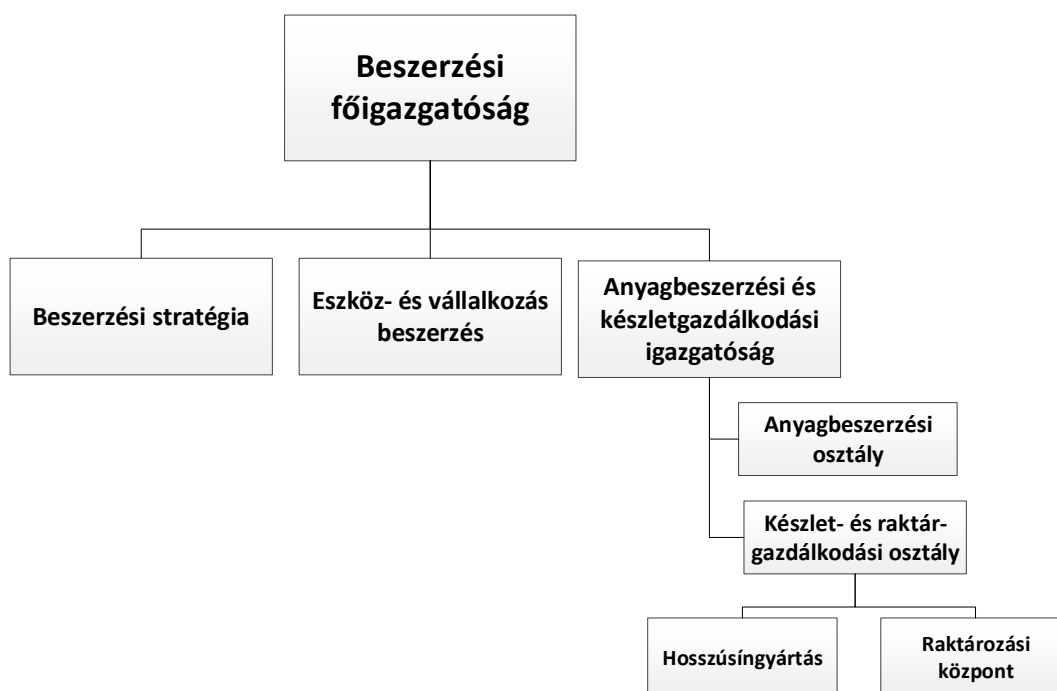 Beszerzési
főigazgatóság
Beszerzési stratégia
Eszköz- és vállalkozás
beszerzés
Anyagbeszerzési és
készletgazdálkodási
igazgatóság
Anyagbeszerzési
osztály
Készlet- és raktár-
gazdálkodási osztály
Hosszúsíngyártás
Raktározási
központ